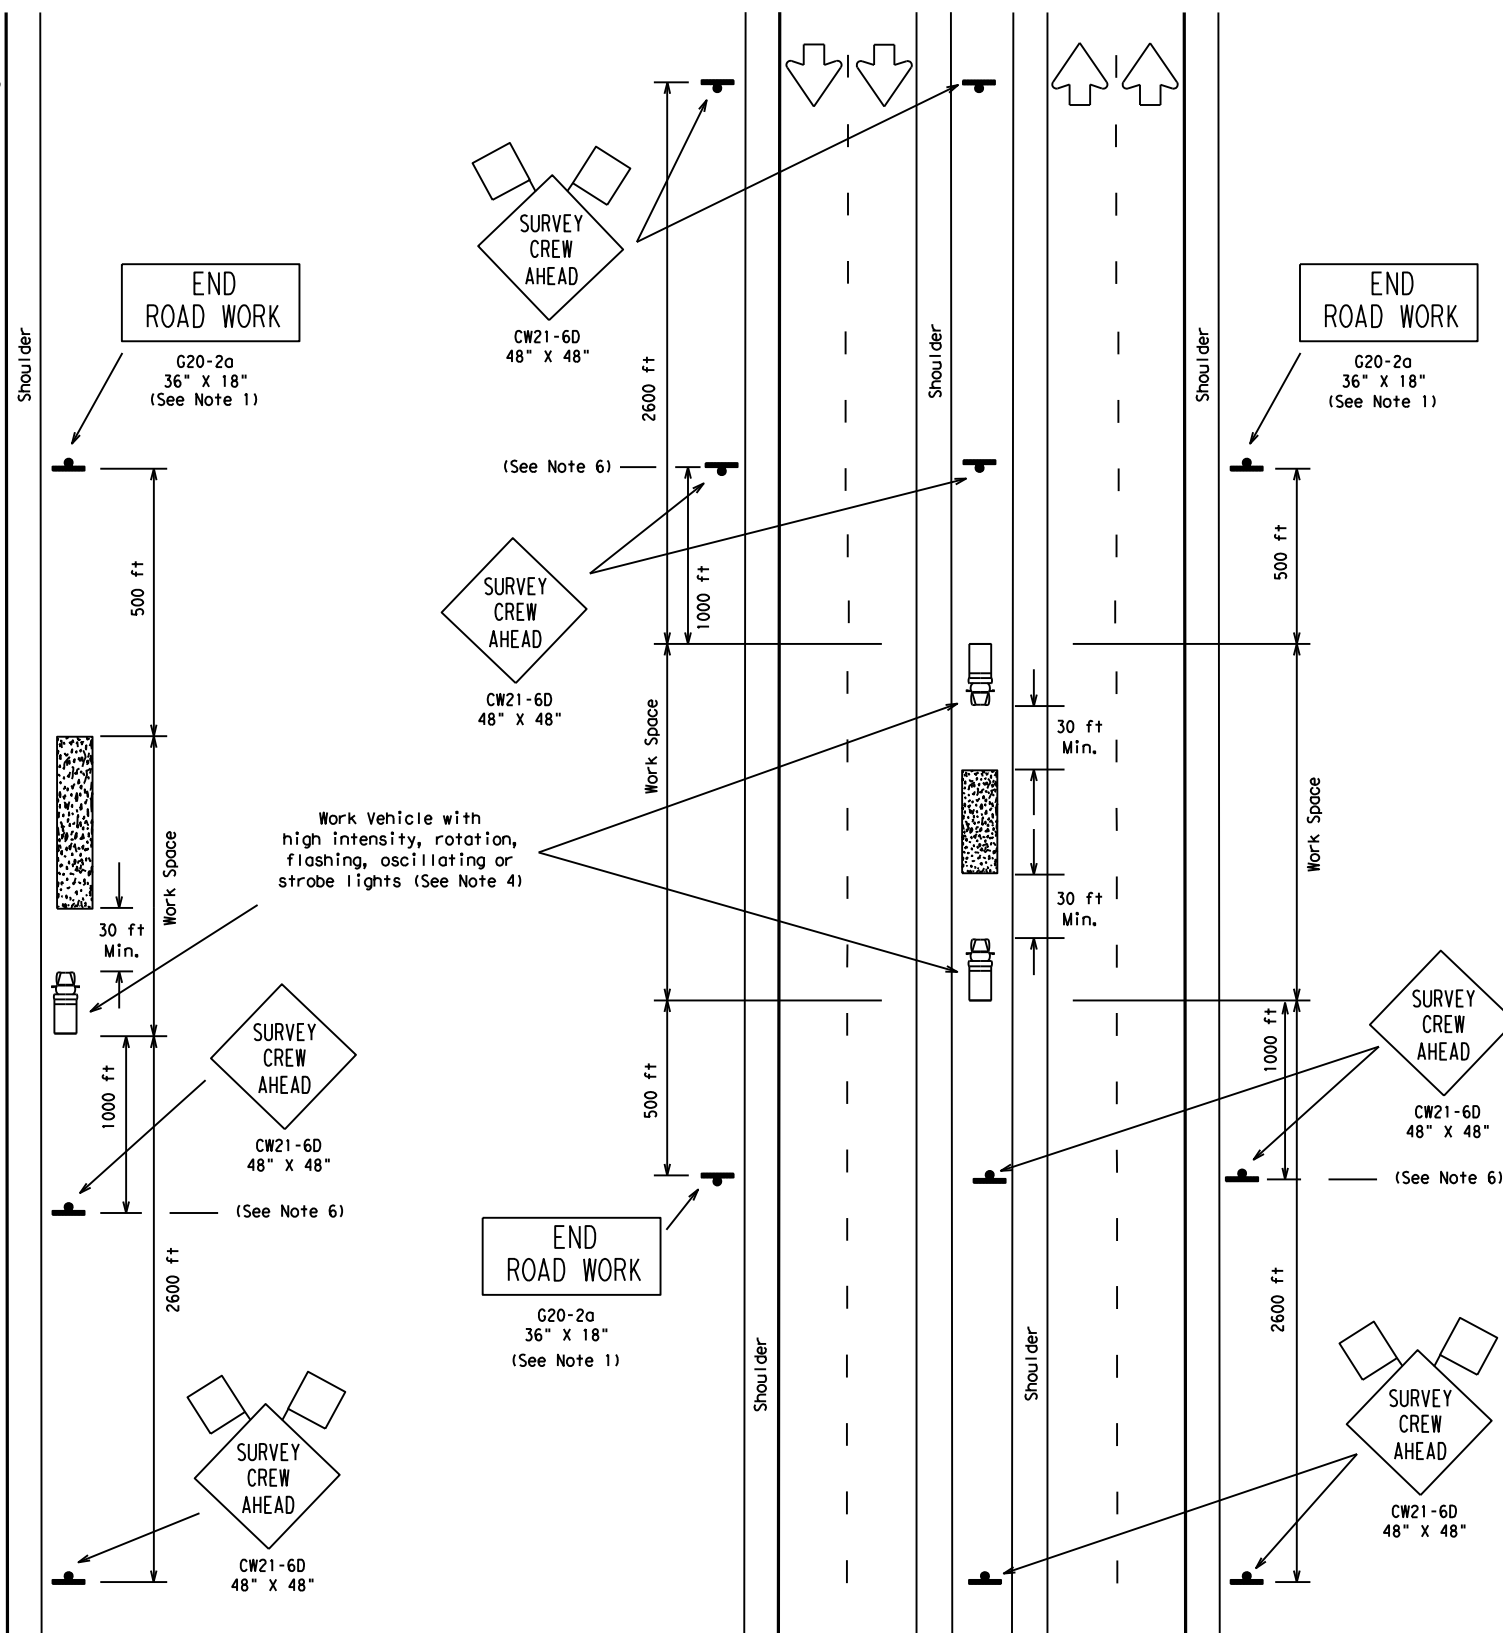 Shoulder
END
ROAD WORK
G20-2a
36" X 18"
(See Note 1)
500 ft
Work Space
30 ft
Min.
1000 ft
SURVEY
CREW
AHEAD
CW21-6D
48" X 48"
(See Note 6)
2600 ft
SURVEY
CREW
AHEAD
CW21-6D
48" X 48"
SURVEY
CREW
AHEAD
CW21-6D
48" X 48"
2600 ft
(See Note 6)
SURVEY
CREW
AHEAD
CW21-6D
48" X 48"
1000 ft
Work Space
Work Vehicle with
high intensity, rotation,
flashing, oscillating or
strobe lights (See Note 4)
500 ft
END
ROAD WORK
G20-2a
36" X 18"
(See Note 1)
Shoulder
Shoulder
30 ft
Min.
30 ft
Min.
Shoulder
Shoulder
END
ROAD WORK
G20-2a
36" X 18"
(See Note 1)
500 ft
Work Space
1000 ft
SURVEY
CREW
AHEAD
CW21-6D
48" X 48"
(See Note 6)
2600 ft
SURVEY
CREW
AHEAD
CW21-6D
48" X 48"